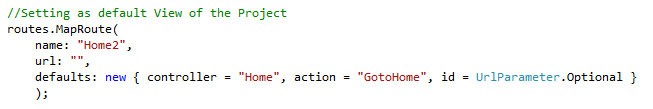 //Setting as default View of the Project
routes.MapRoute(
name: "Home2",
url: "",
defaults: new { controller = "Home", action = "GotoHome", id = UrlParameter.Optional }
);